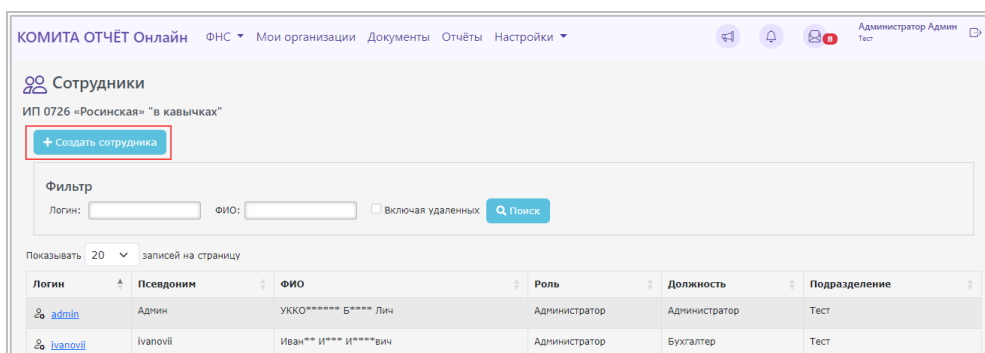 КОМИТА ОТЧЁТ Онлайн ФНС Мои организации Документы Отчёты Настройки 8 Администратор Админ
Тест
Сотрудники
ИП 0726 «Росинская» "в кавычках"
+ Создать сотрудника
Фильтр
Логин: ФИО: Включая удаленных Поиск
Показывать 20 записей на страницу
Логин Псевдоним ФИО Роль Должность Подразделение
admin Админ УККО****** Б**** Лич Администратор Администратор Тест
ivanovii ivanovii Иван** И*** И****вич Администратор Бухгалтер Тест